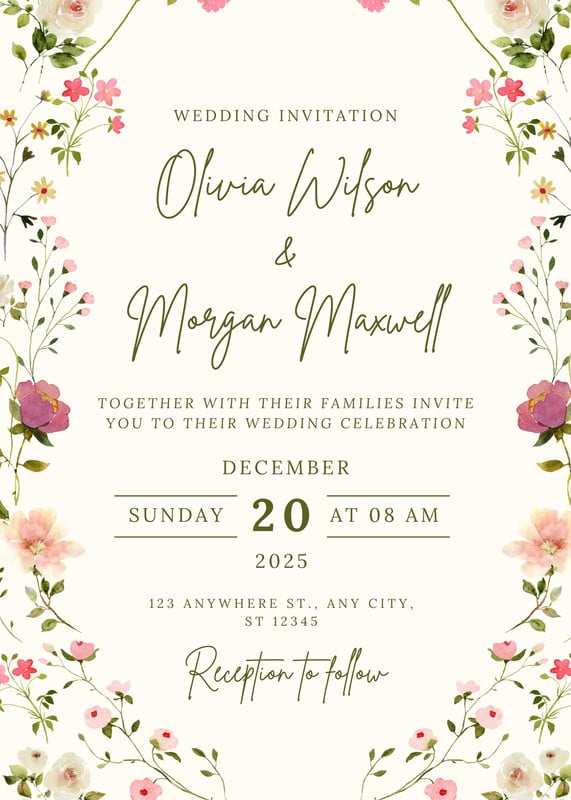 WEDDING INVITATION
Olivia Wilson
&
Morgan Maxwell
TOGETHER WITH THEIR FAMILIES INVITE
YOU TO THEIR WEDDING CELEBRATION
DECEMBER
SUNDAY 20 AT 08 AM
2025
123 ANYWHERE ST., ANY CITY,
ST 12345
Reception to follow